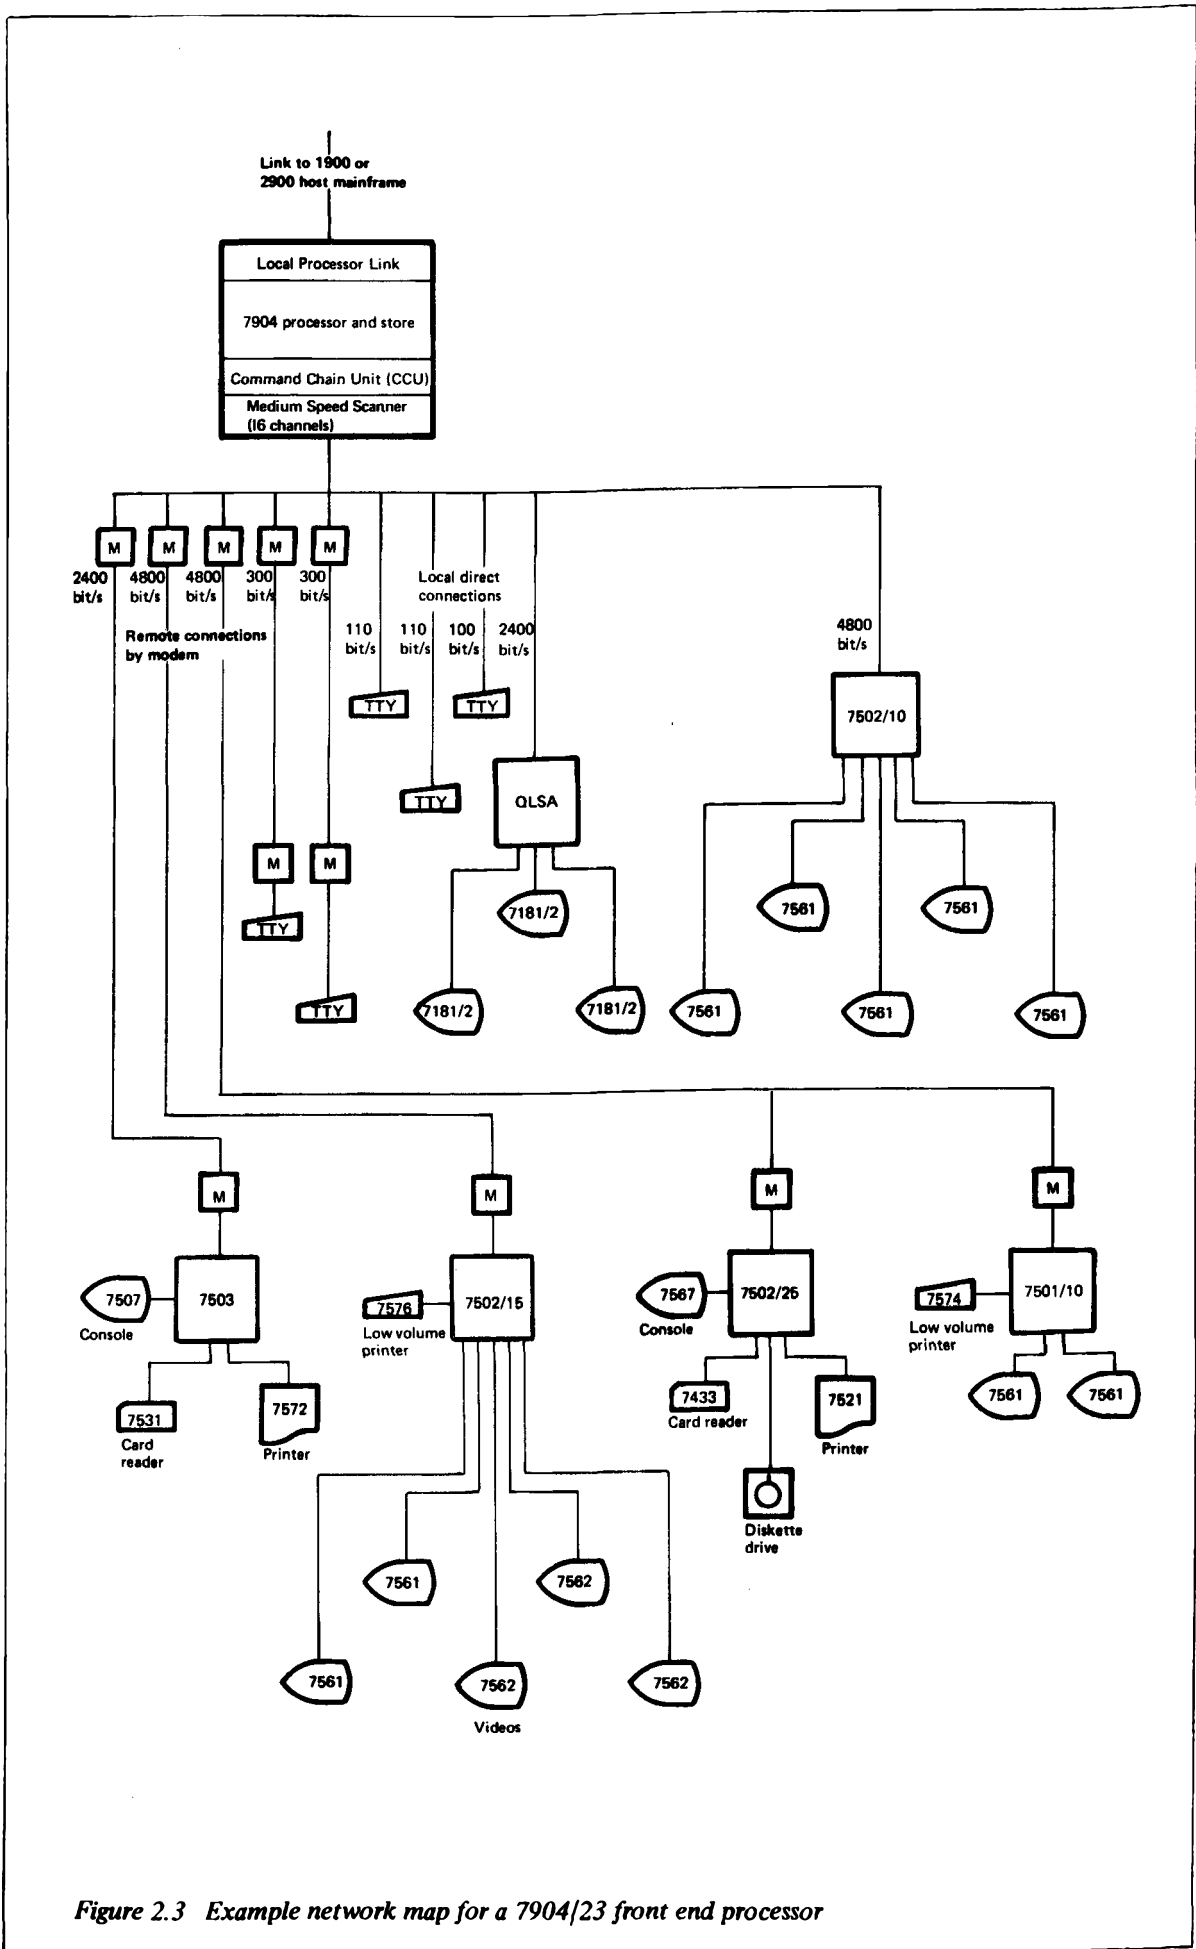 Link to 1900 or
2900 host mainframe
Local Processor Link
7904 processor and store
Command Chain Unit (CCU)
Medium Speed Scanner
(I6 channels)
M
M
M
M
M
2400
bit/s
4800
bit/s
4800
bit/s
300
bit/s
300
bit/s
Local direct
connections
Remote connections
by modem
110
bit/s
110
bit/s
100
bit/s
2400
bit/s
4800
bit/s
TTY
TTY
7502/10
TTY
QLSA
M
M
TTY
7181/2
7561
7561
TTY
7181/2
7181/2
7561
7561
7561
M
M
M
M
7507
Console
7503
7576
Low volume
printer
7502/15
7567
Console
7502/25
7574
Low volume
printer
7501/10
7531
Card
reader
7572
Printer
7433
Card reader
7521
Printer
7561
7561
Diskette
drive
7561
7562
7561
7562
7562
Videos
Figure 2.3 Example network map for a 7904/23 front end processor